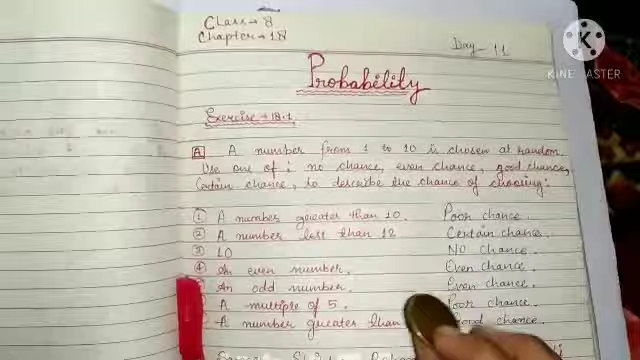 Class → 8
Chapter → 18
Day - 11
KINE MASTER
Probability
Exercise → 18.1
A A number from 1 to 10 is chosen at random.
Use one of : no chance, even chance, good chance,
Certain chance, to describe the chance of choosing:
① A number greater than 10. Poor chance.
② A number less than 12 Certain chance.
③ 10 No Chance.
④ An even number. Even chance.
An odd number. Even chance.
A multiple of 5. Poor chance.
A number greater than Good chance.